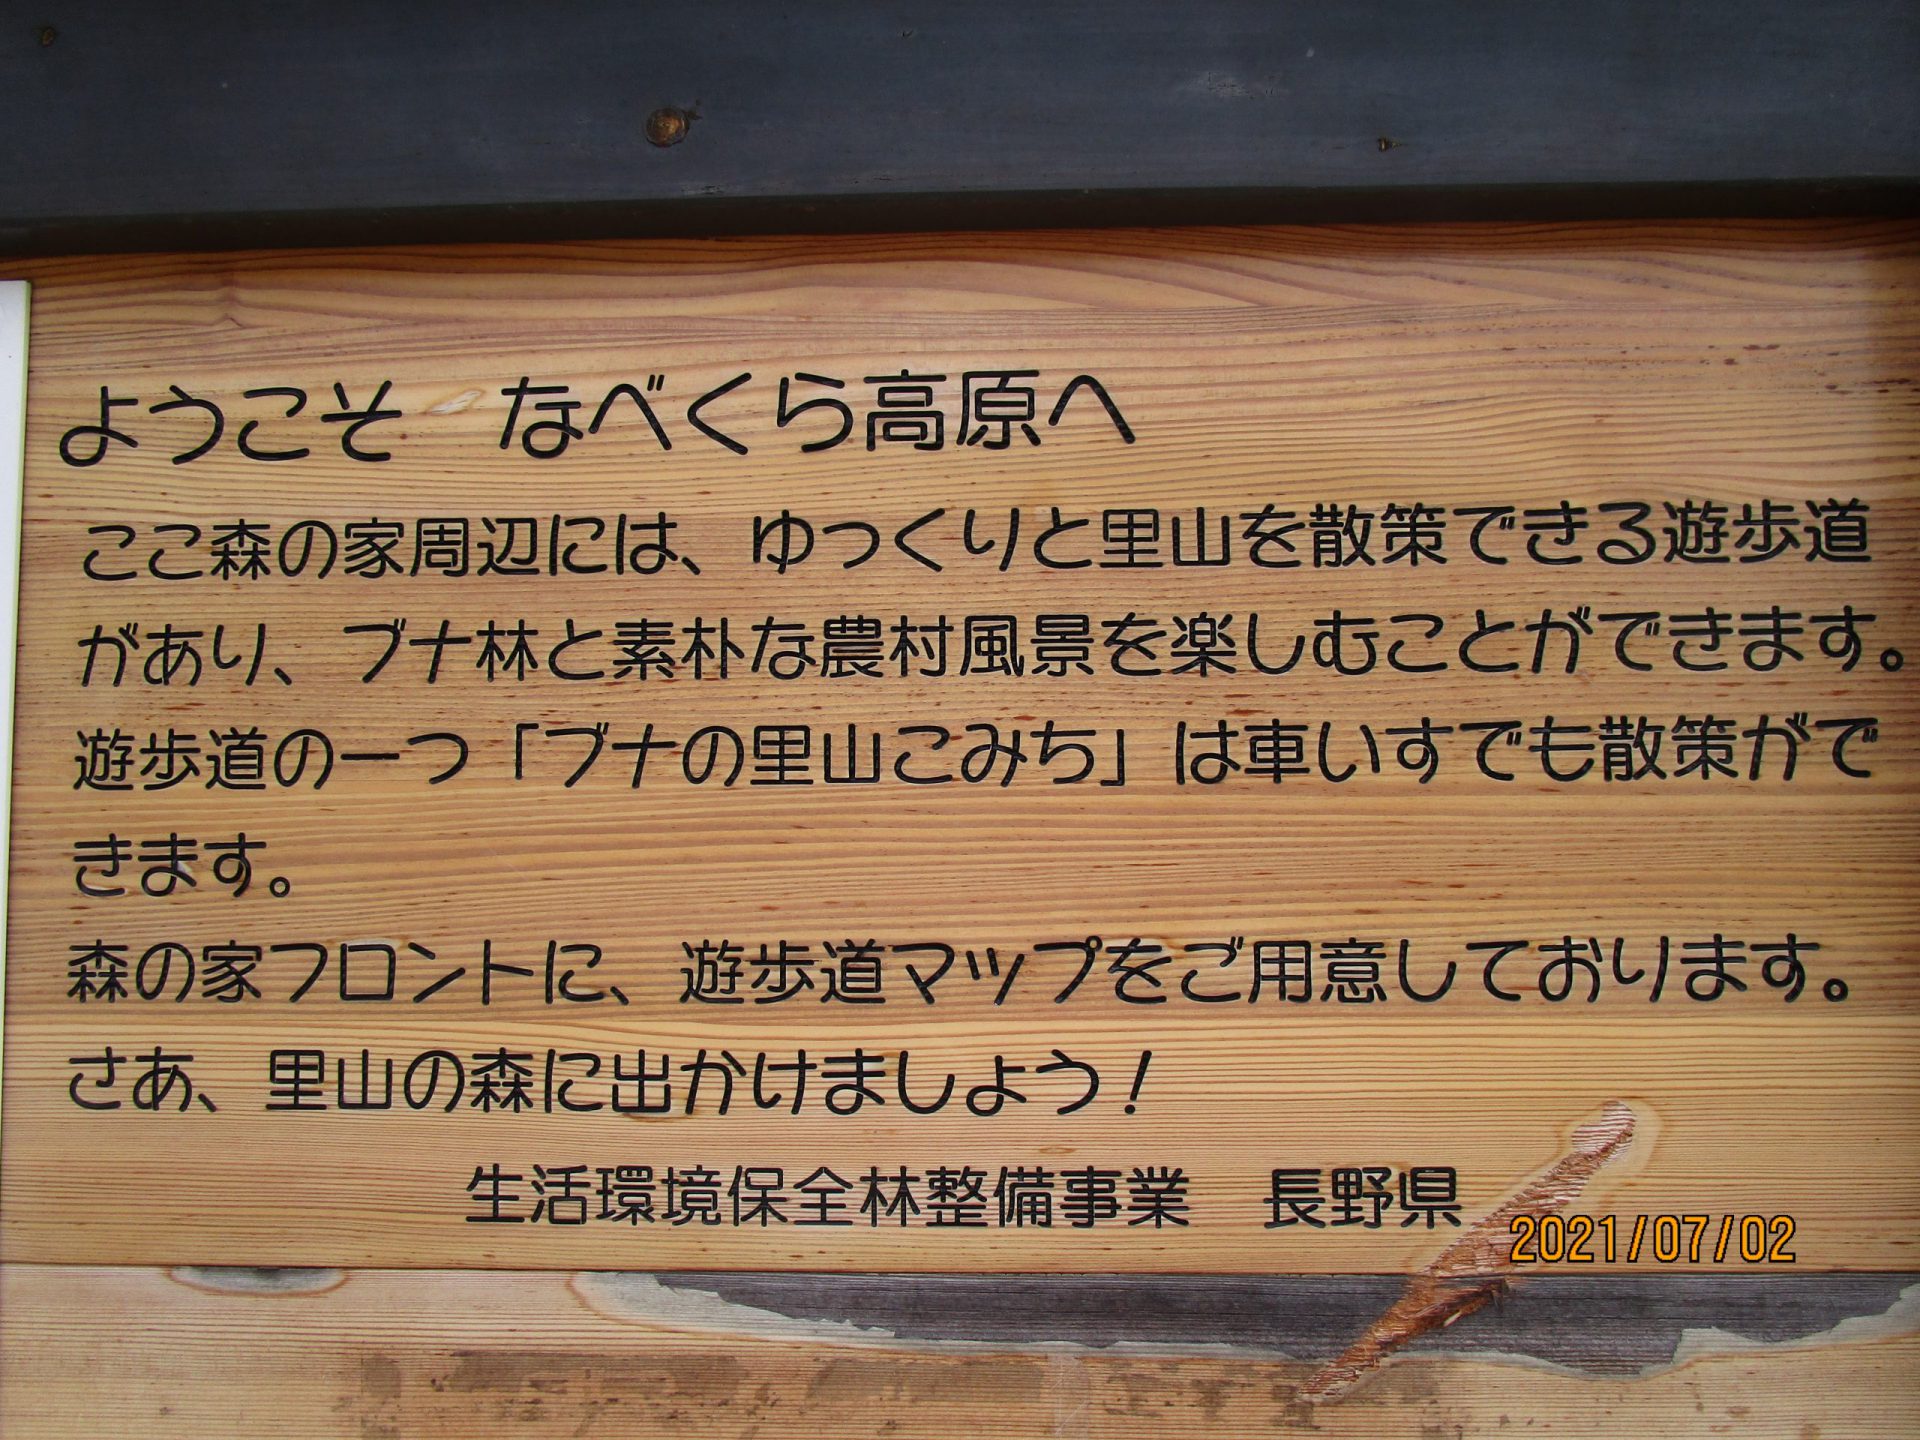 ようこそ　なべくら高原へ
ここ森の家周辺には、ゆっくりと里山を散策できる遊歩道
があり、ブナ林と素朴な農村風景を楽しむことができます。
遊歩道の一つ「ブナの里山こみち」は車いすでも散策がで
きます。
森の家フロントに、遊歩道マップをご用意しております。
さあ、里山の森に出かけましょう！
生活環境保全林整備事業　長野県
2021/07/02